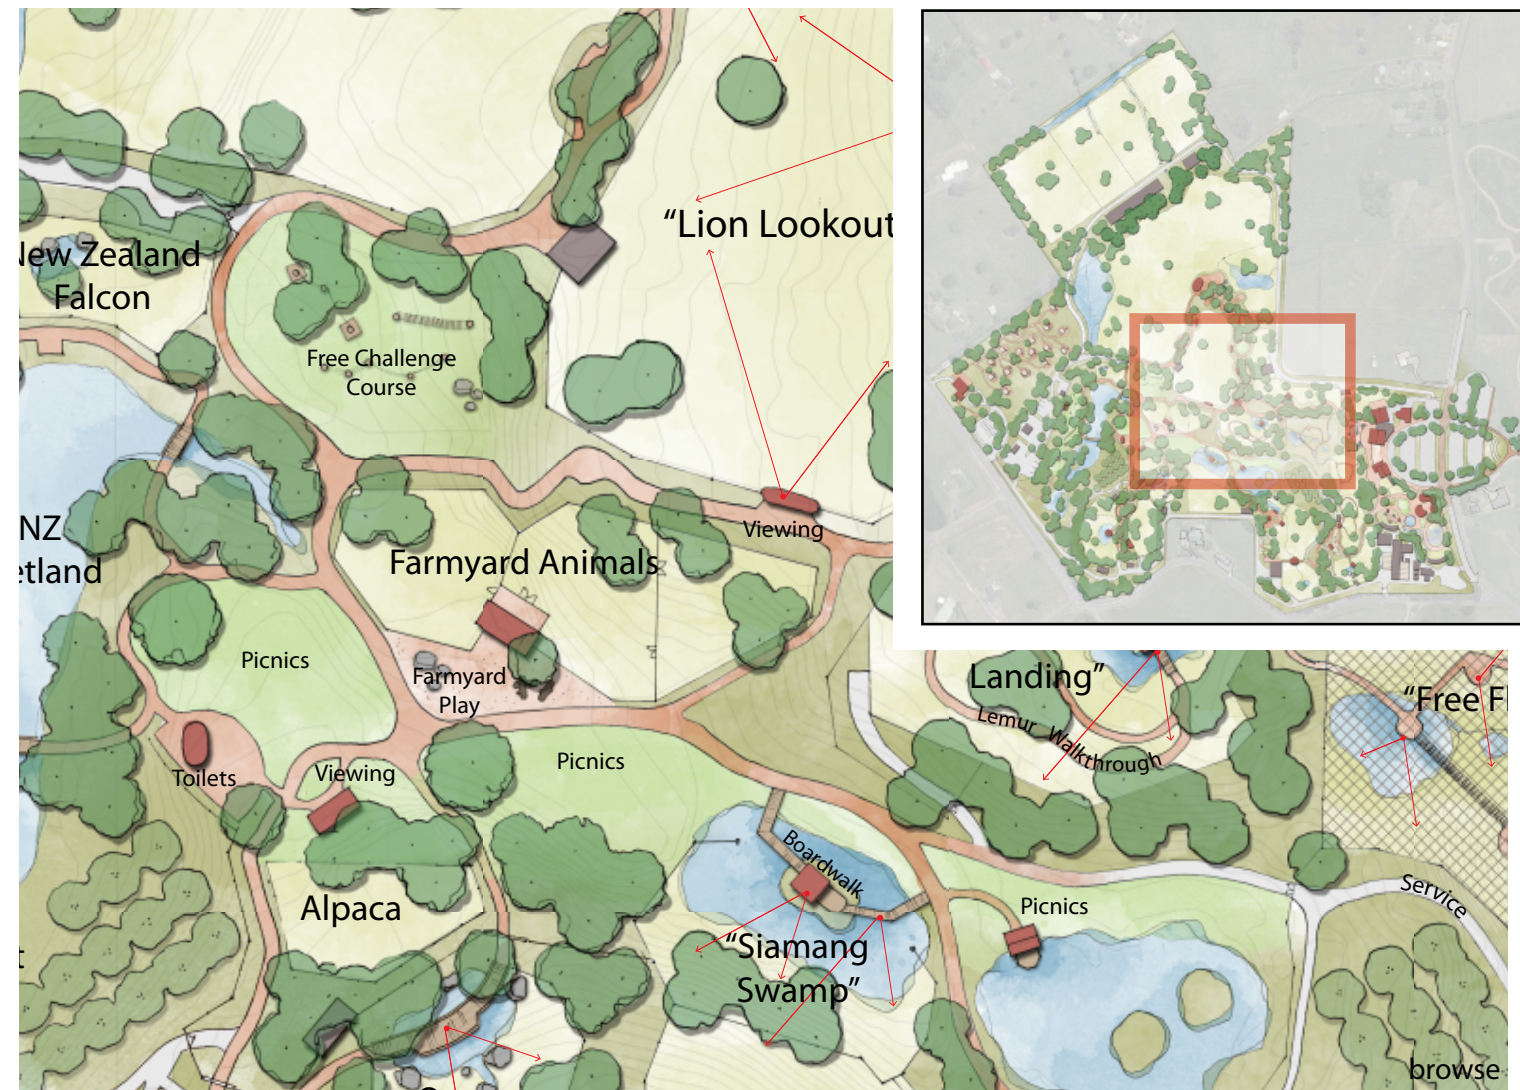 “Lion Lookout
New Zealand
Falcon
Free Challenge
Course
NZ
etland
Farmyard Animals
Viewing
Picnics
Farmyard
Play
Landing”
Lemur Walkthrough
“Free Fl
Toilets
Viewing
Picnics
Boardwalk
Alpaca
Picnics
Service
“Siamang
Swamp”
browse